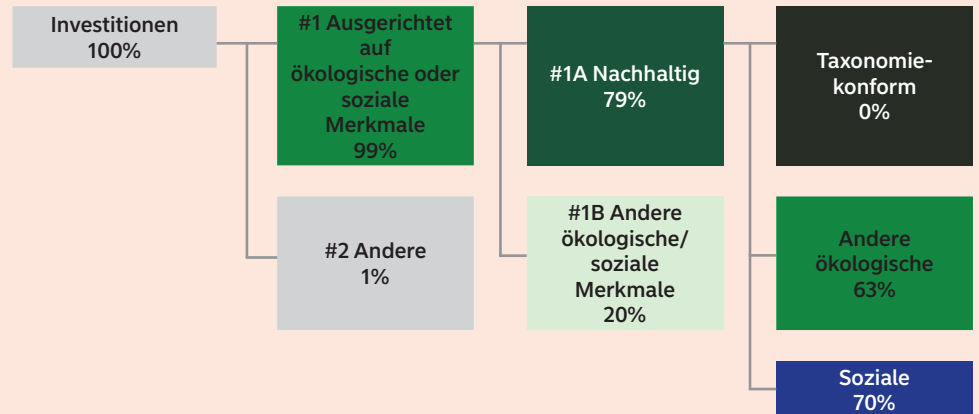 Investitionen
100%
#1 Ausgerichtet
auf
ökologische oder
soziale
Merkmale
99%
#2 Andere
1%
#1A Nachhaltig
79%
#1B Andere
ökologische/
soziale
Merkmale
20%
Taxonomie-
konform
0%
Andere
ökologische
63%
Soziale
70%